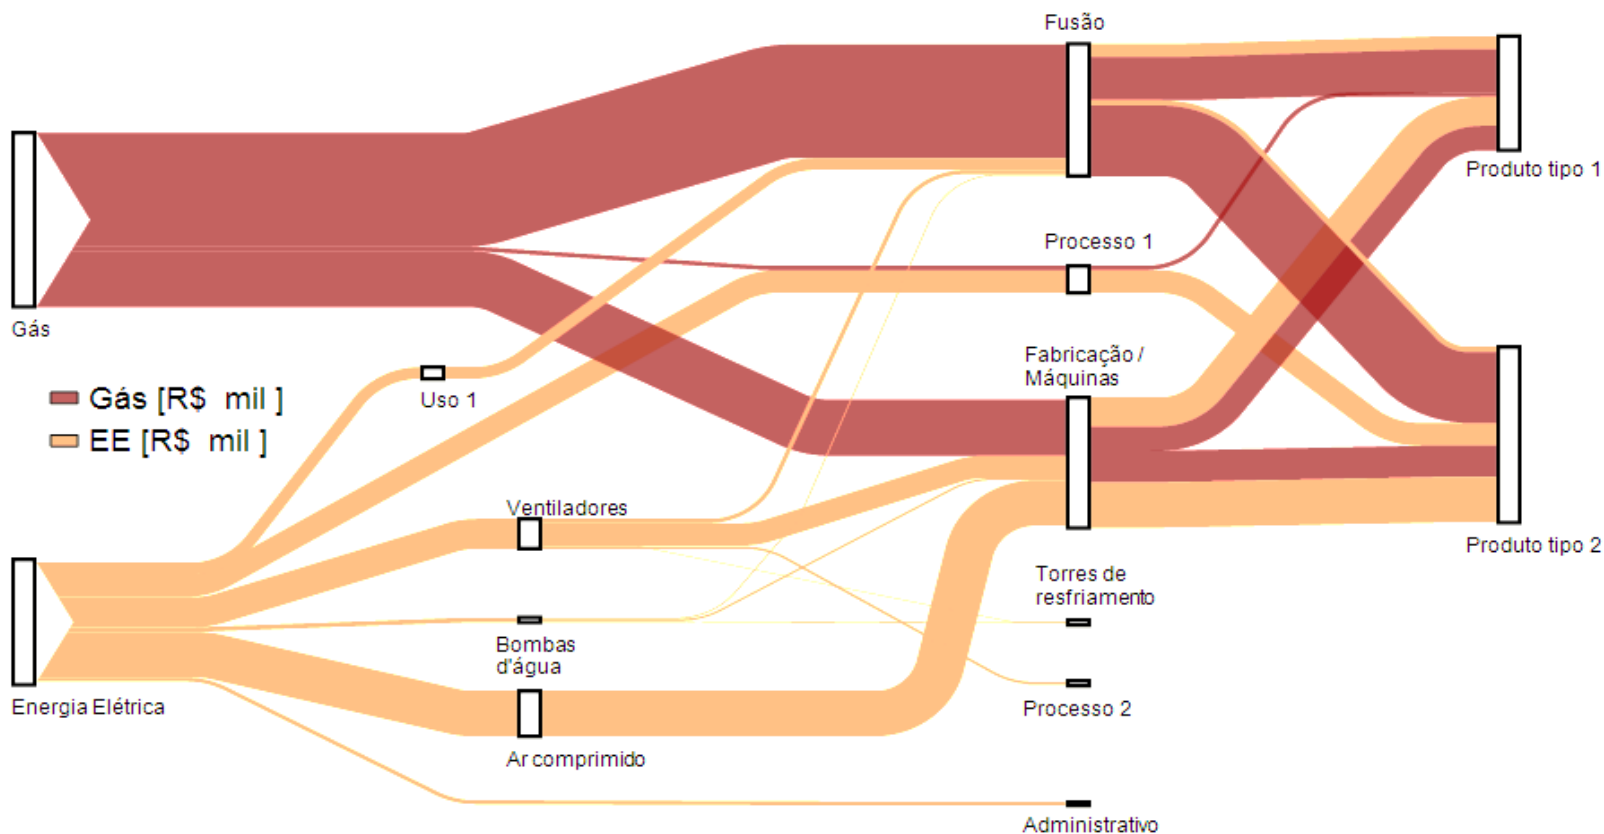 Fusão
Produto tipo 1
Processo 1
Gás
Fabricação /
Máquinas
Gás [R$ mil ]
Uso 1
EE [R$ mil ]
Ventiladores
Produto tipo 2
Torres de
resfriamento
Bombas
d'água
Energia Elétrica
Processo 2
Ar comprimido
Administrativo